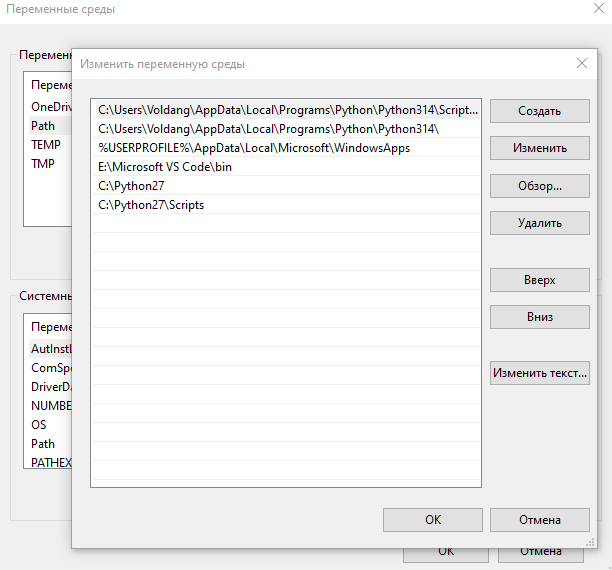 Переменные среды
Изменить переменную среды
C:\Users\Voldang\AppData\Local\Programs\Python\Python314\Script...
C:\Users\Voldang\AppData\Local\Programs\Python\Python314\
%USERPROFILE%\AppData\Local\Microsoft\WindowsApps
E:\Microsoft VS Code\bin
C:\Python27
C:\Python27\Scripts
Создать
Изменить
Обзор...
Удалить
Вверх
Вниз
Изменить текст...
OK
Отмена
Переменн
Переме
OneDriv
Path
TEMP
TMP
Системны
Переме
AutInstL
ComSpe
DriverDa
NUMBE
OS
Path
PATHEX
OK
Отмена